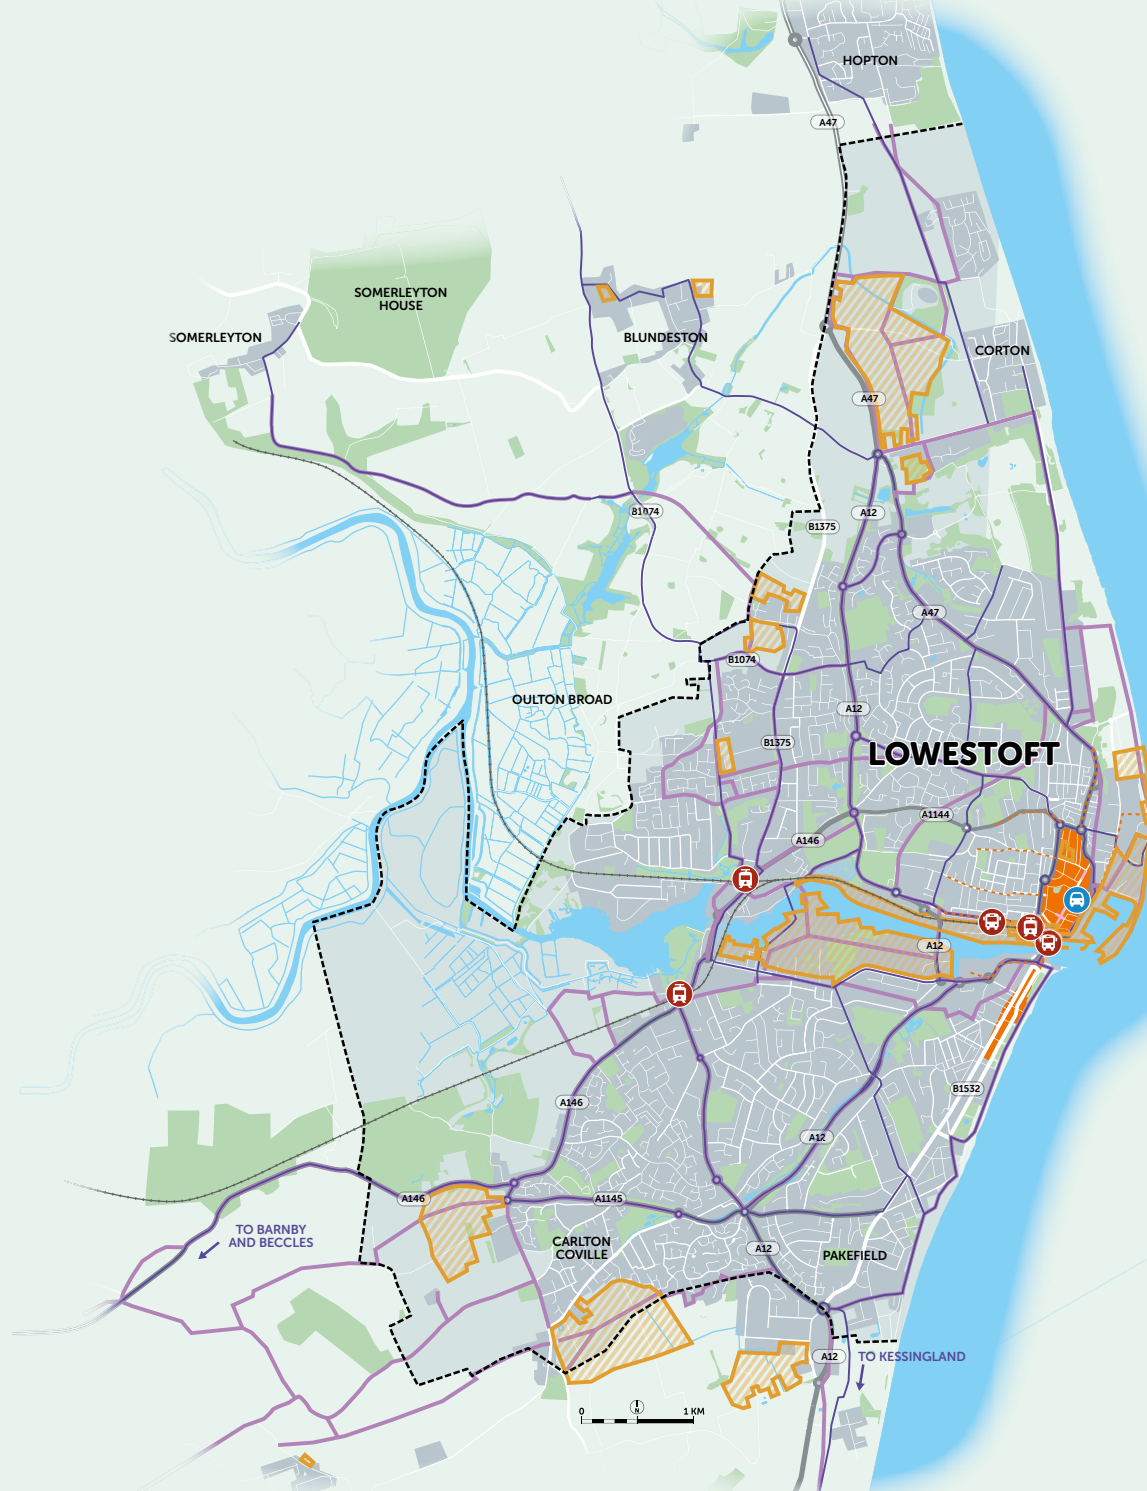 HOPTON
A47
SOMERLEYTON
HOUSE
SOMERLEYTON
BLUNDESTON
CORTON
A47
B1074
A12
B1375
A47
B1074
OULTON BROAD
A12
B1375
LOWESTOFT
A1144
A146
A12
B1532
A146
A12
A146
A1145
TO BARNBY
AND BECCLES
CARLTON
COVILLE
A12
PAKEFIELD
A12
TO KESSINGLAND
0
N
1 KM